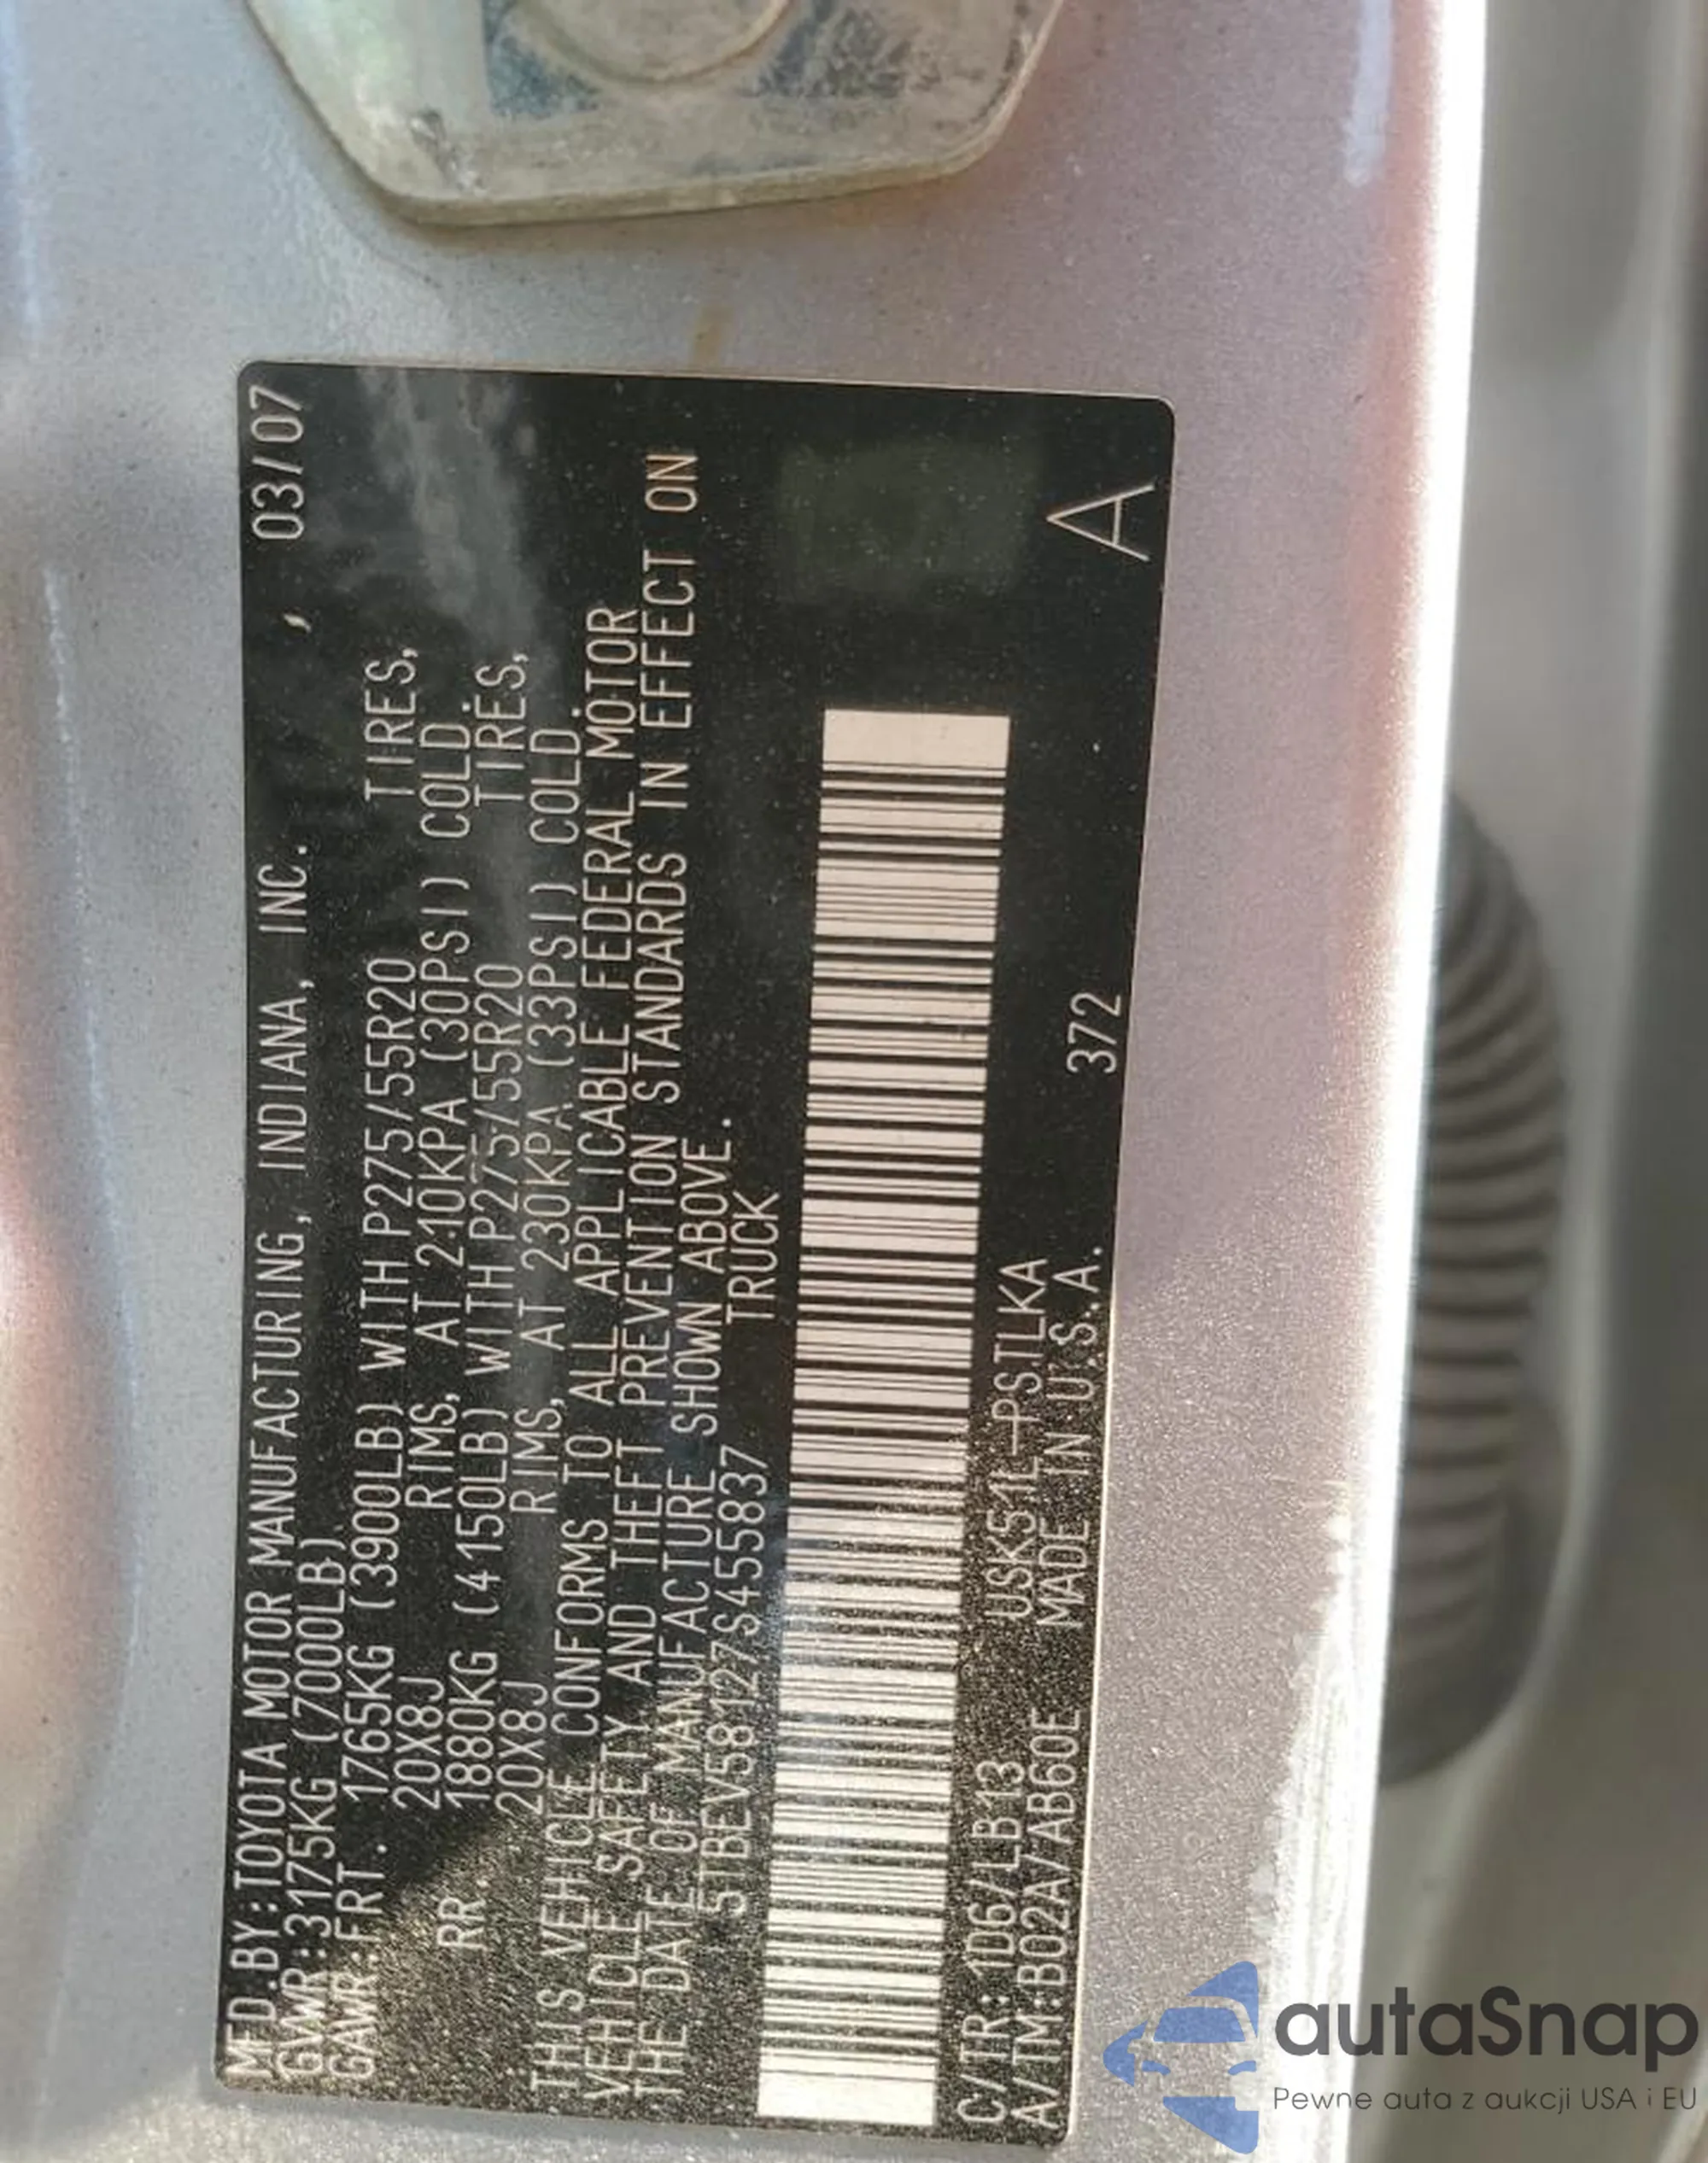 MFD.BY:TOYOTA MOTOR MANUFACTURING, INDIANA, INC. , 03/07
GVWR:3175KG (7000LB)
GAWR:FRT. 1765KG (3900LB) WITH P275/55R20 TIRES,
20X8J RIMS, AT 210KPA (30PSI) COLD.
RR 1880KG (4150LB) WITH P275/55R20 TIRES,
20X8J RIMS, AT 230KPA (33PSI) COLD.
THIS VEHICLE CONFORMS TO ALL APPLICABLE FEDERAL MOTOR
VEHICLE SAFETY AND THEFT PREVENTION STANDARDS IN EFFECT ON
THE DATE OF MANUFACTURE SHOWN ABOVE.
5TBEV58127S455837 TRUCK
C/TR:1D6/LB13 USK51L-PSTLKA
A/TM:B02A/AB60E MADE IN U.S.A. 372 A
autaSnap
Pewne auta z aukcji USA i EU